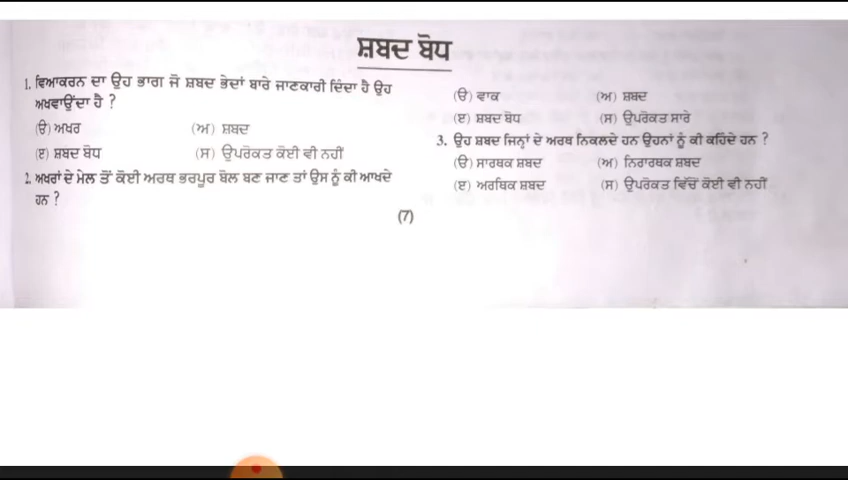 ਸ਼ਬਦ ਬੋਧ
1. ਵਿਆਕਰਨ ਦਾ ਉਹ ਭਾਗ ਜੋ ਸ਼ਬਦ ਭੇਦਾਂ ਬਾਰੇ ਜਾਣਕਾਰੀ ਦਿੰਦਾ ਹੈ ਉਹ
ਅਖਵਾਉਂਦਾ ਹੈ ?
(ੳ) ਅਖਰ (ਅ) ਸ਼ਬਦ
(ੲ) ਸ਼ਬਦ ਬੋਧ (ਸ) ਉਪਰੋਕਤ ਕੋਈ ਵੀ ਨਹੀਂ
2. ਅਖਰਾਂ ਦੇ ਮੇਲ ਤੋਂ ਕੋਈ ਅਰਥ ਭਰਪੂਰ ਬੋਲ ਬਣ ਜਾਣ ਤਾਂ ਉਸ ਨੂੰ ਕੀ ਆਖਦੇ
ਹਨ ?
(ੳ) ਵਾਕ (ਅ) ਸ਼ਬਦ
(ੲ) ਸ਼ਬਦ ਬੋਧ (ਸ) ਉਪਰੋਕਤ ਸਾਰੇ
3. ਉਹ ਸ਼ਬਦ ਜਿਨ੍ਹਾਂ ਦੇ ਅਰਥ ਨਿਕਲਦੇ ਹਨ ਉਹਨਾਂ ਨੂੰ ਕੀ ਕਹਿੰਦੇ ਹਨ ?
(ੳ) ਸਾਰਥਕ ਸ਼ਬਦ (ਅ) ਨਿਰਾਰਥਕ ਸ਼ਬਦ
(ੲ) ਅਰਥਿਕ ਸ਼ਬਦ (ਸ) ਉਪਰੋਕਤ ਵਿੱਚੋਂ ਕੋਈ ਵੀ ਨਹੀਂ
(7)